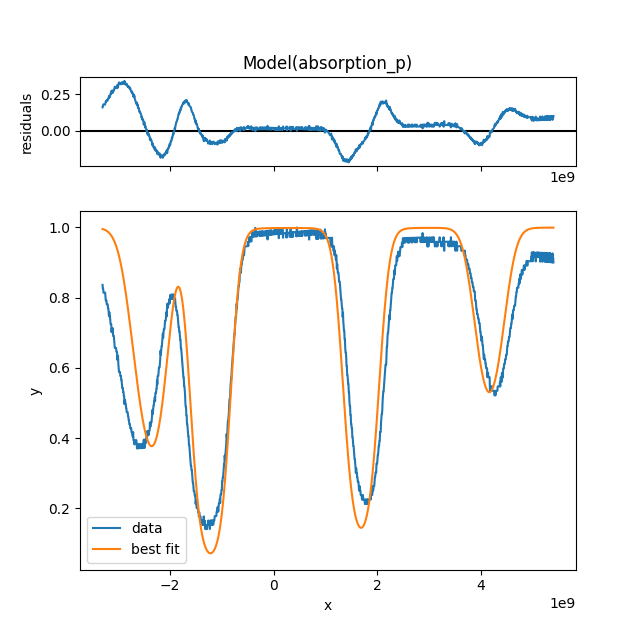 Model(absorption_p)
0.25
0.00
residuals
1e9
1.0
0.8
0.6
0.4
0.2
y
data
best fit
−2
0
2
4
x
1e9